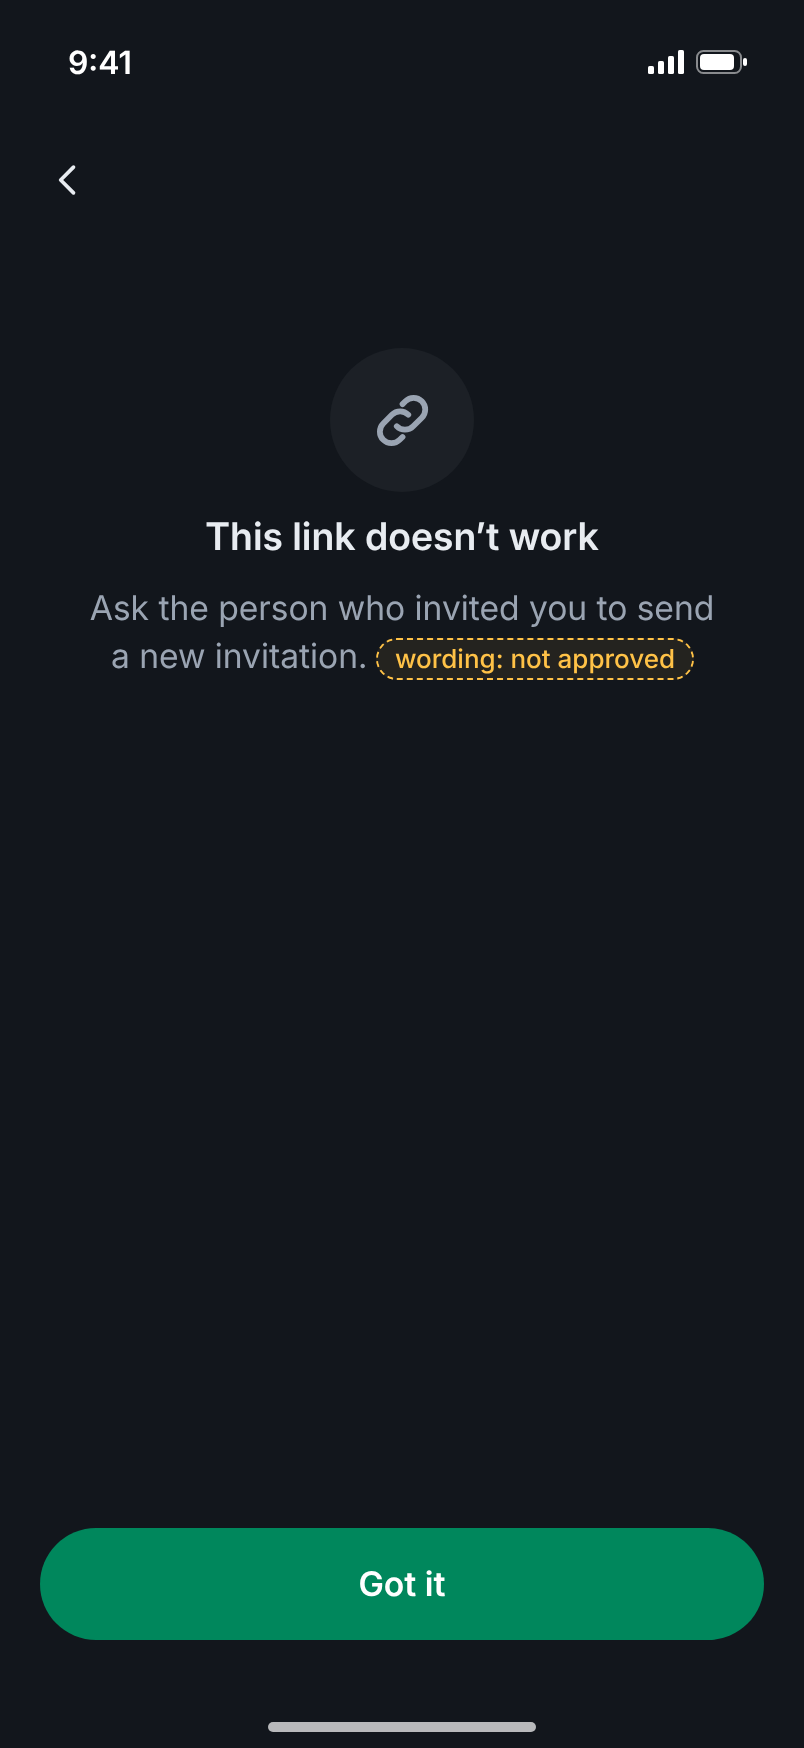 9:41
This link doesn’t work
Ask the person who invited you to send
a new invitation. wording: not approved
Got it